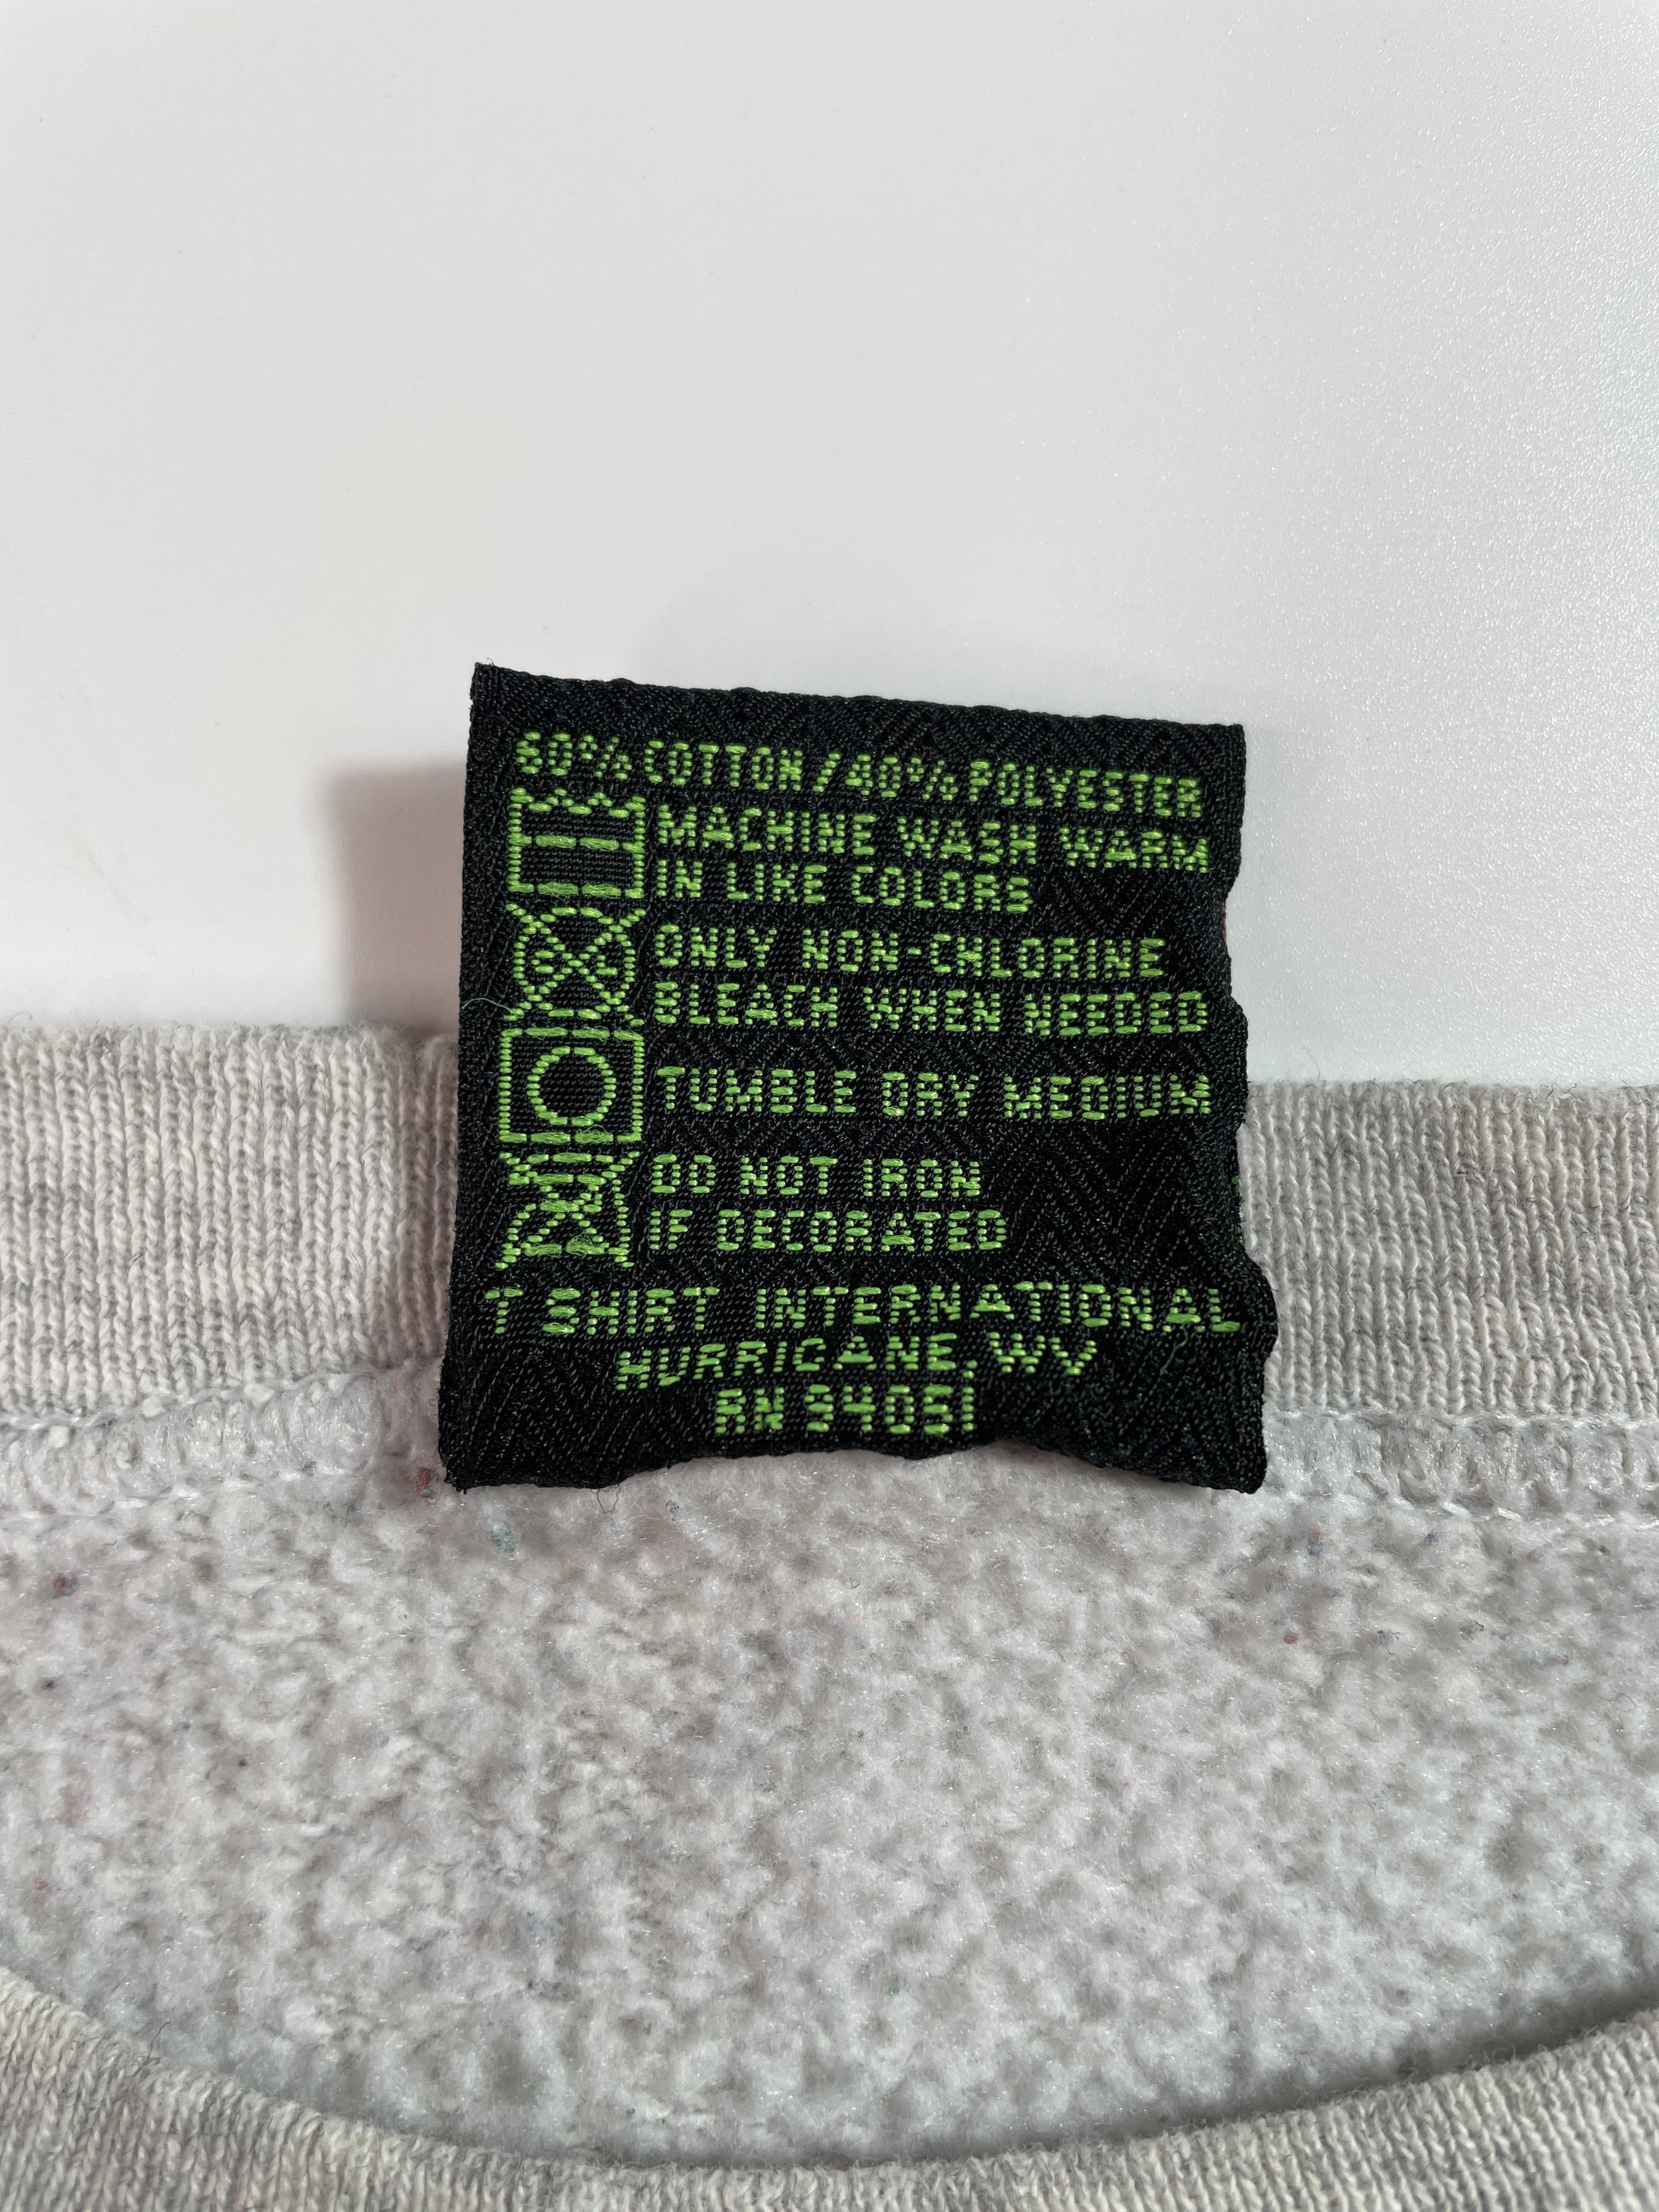 60% COTTON/40% POLYESTER
MACHINE WASH WARM
IN LIKE COLORS
ONLY NON-CHLORINE
BLEACH WHEN NEEDED
TUMBLE DRY MEDIUM
DO NOT IRON
IF DECORATED
T SHIRT INTERNATIONAL
HURRICANE, WV
RN 94051